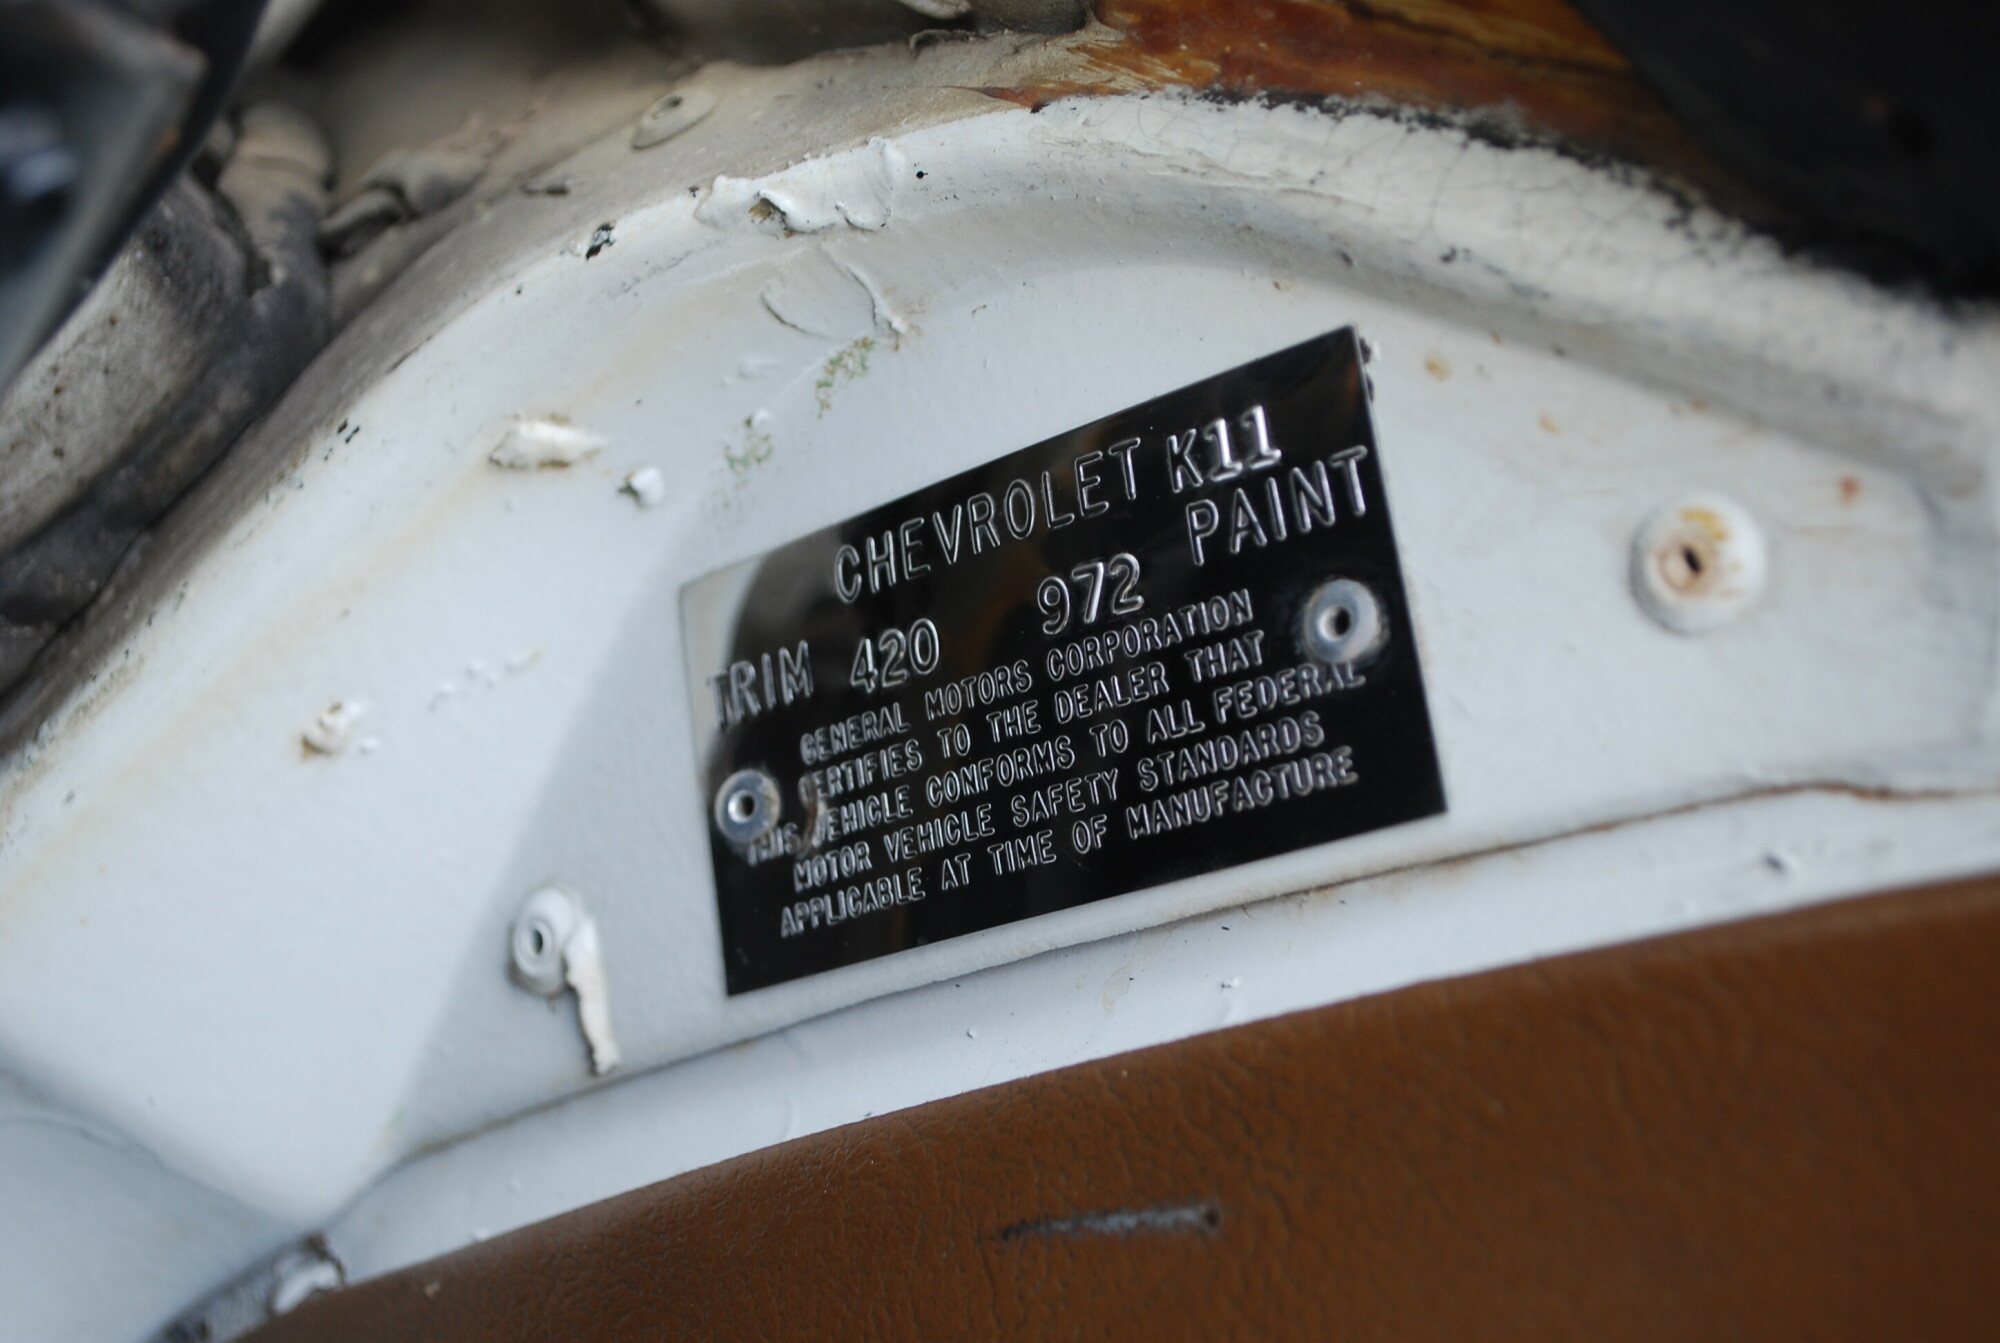 CHEVROLET K11
TRIM 420 972 PAINT
GENERAL MOTORS CORPORATION
CERTIFIES TO THE DEALER THAT
THIS VEHICLE CONFORMS TO ALL FEDERAL
MOTOR VEHICLE SAFETY STANDARDS
APPLICABLE AT TIME OF MANUFACTURE